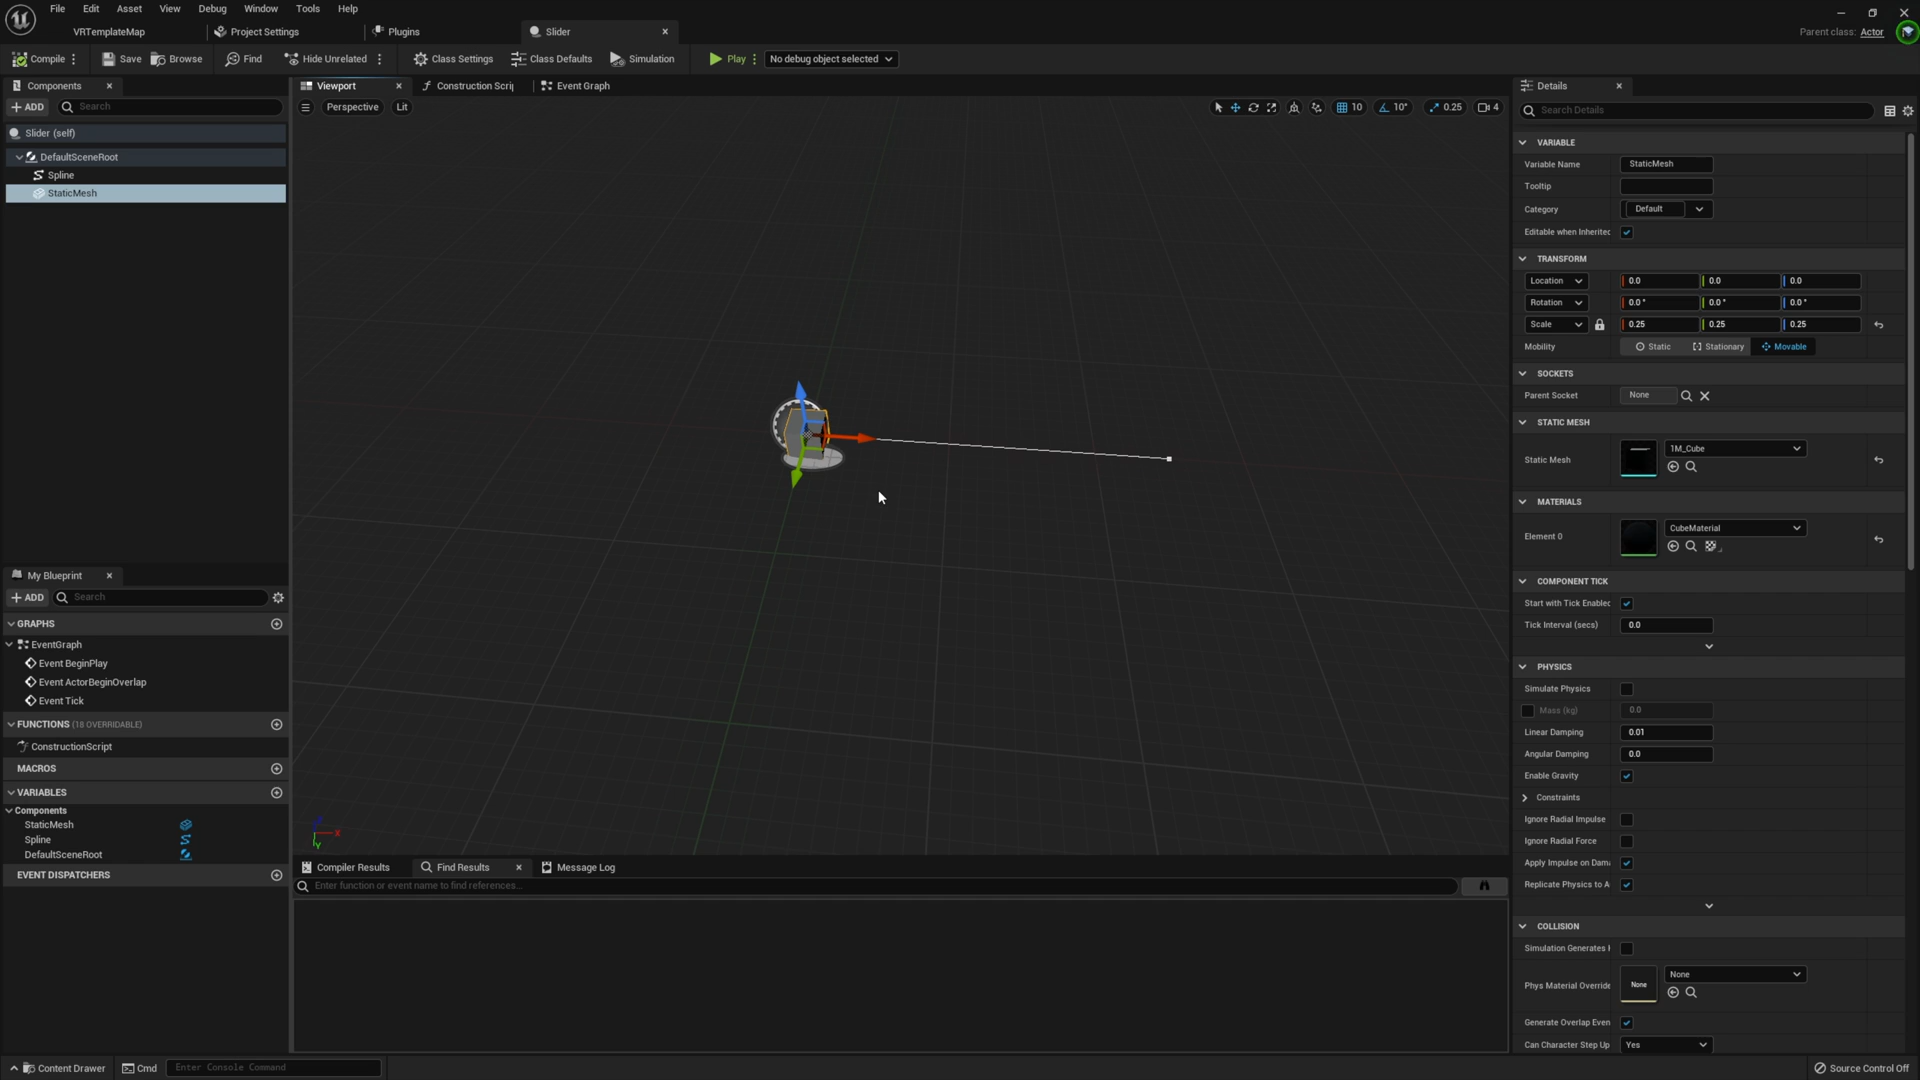 File Edit Asset View Debug Window Tools Help
VRTemplateMap Project Settings Plugins Slider Parent class: Actor
Compile Save Browse Find Hide Unrelated Class Settings Class Defaults Simulation Play No debug object selected
Components
ADD Search
Slider (self)
DefaultSceneRoot
Spline
StaticMesh
Viewport Construction Scrip Event Graph
Perspective Lit 10 10° 0.25 4
X
Y
My Blueprint
ADD Search
GRAPHS
EventGraph
Event BeginPlay
Event ActorBeginOverlap
Event Tick
FUNCTIONS (18 OVERRIDABLE)
ConstructionScript
MACROS
VARIABLES
Components
StaticMesh
Spline
DefaultSceneRoot
EVENT DISPATCHERS
Compiler Results Find Results Message Log
Enter function or event name to find references...
Details
Search Details
VARIABLE
Variable Name StaticMesh
Tooltip
Category Default
Editable when Inherited
TRANSFORM
Location 0.0 0.0 0.0
Rotation 0.0 ° 0.0 ° 0.0 °
Scale 0.25 0.25 0.25
Mobility Static Stationary Movable
SOCKETS
Parent Socket None
STATIC MESH
Static Mesh 1M_Cube
MATERIALS
Element 0 CubeMaterial
COMPONENT TICK
Start with Tick Enabled
Tick Interval (secs) 0.0
PHYSICS
Simulate Physics
Mass (kg) 0.0
Linear Damping 0.01
Angular Damping 0.0
Enable Gravity
Constraints
Ignore Radial Impulse
Ignore Radial Force
Apply Impulse on Dam
Replicate Physics to A
COLLISION
Simulation Generates
Phys Material Override None None
Generate Overlap Even
Can Character Step Up Yes
Content Drawer Cmd Enter Console Command Source Control Off